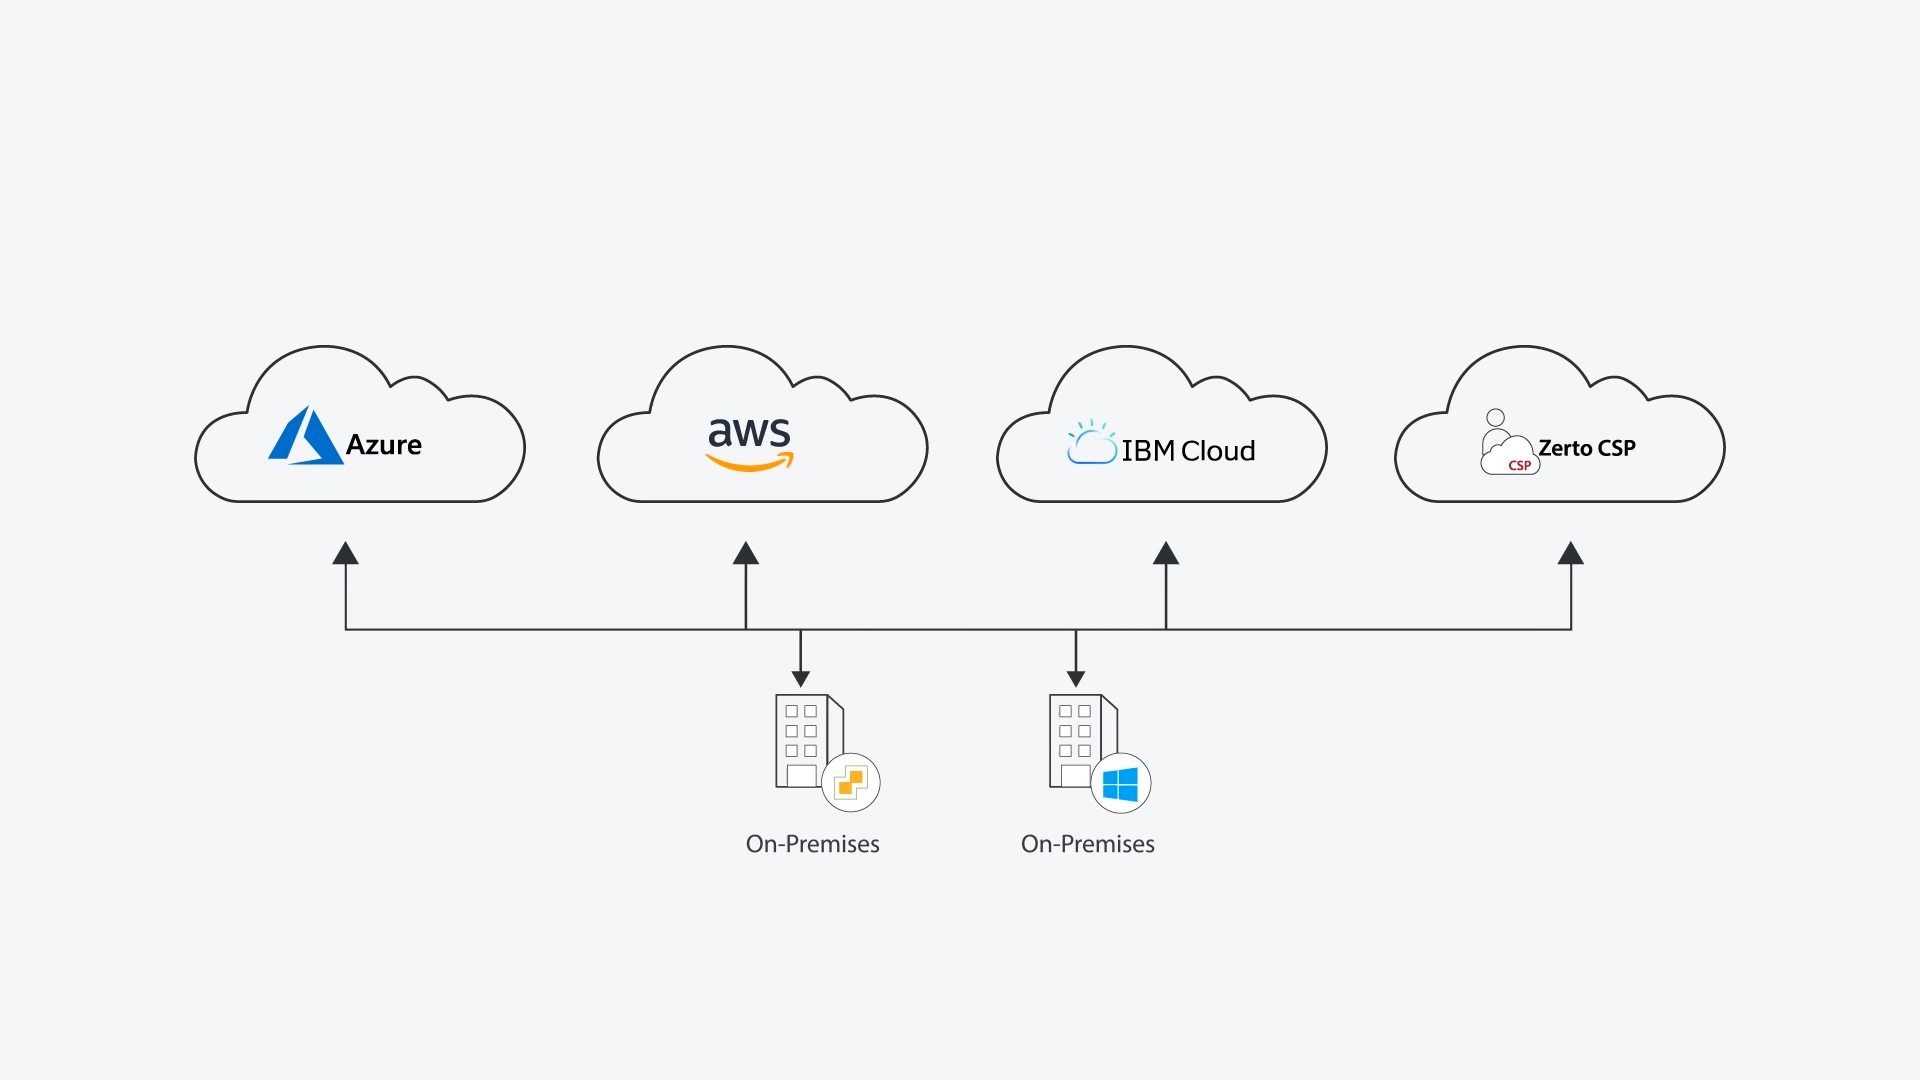 Azure
aws
IBM Cloud
CSP
Zerto CSP
On-Premises
On-Premises